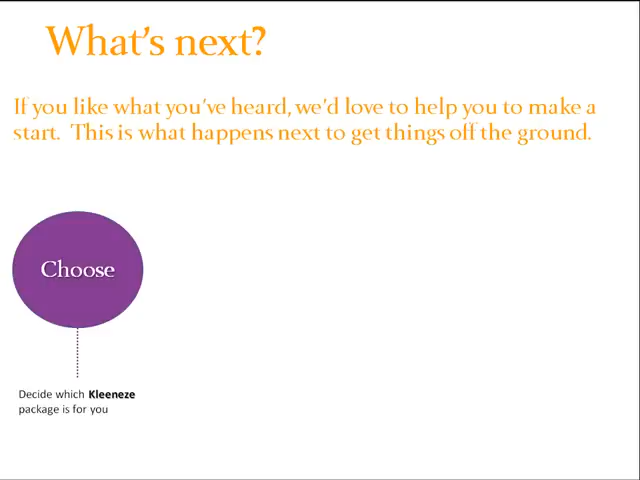 What's next?
If you like what you've heard, we'd love to help you to make a
start. This is what happens next to get things off the ground.
Choose
Decide which Kleeneze
package is for you